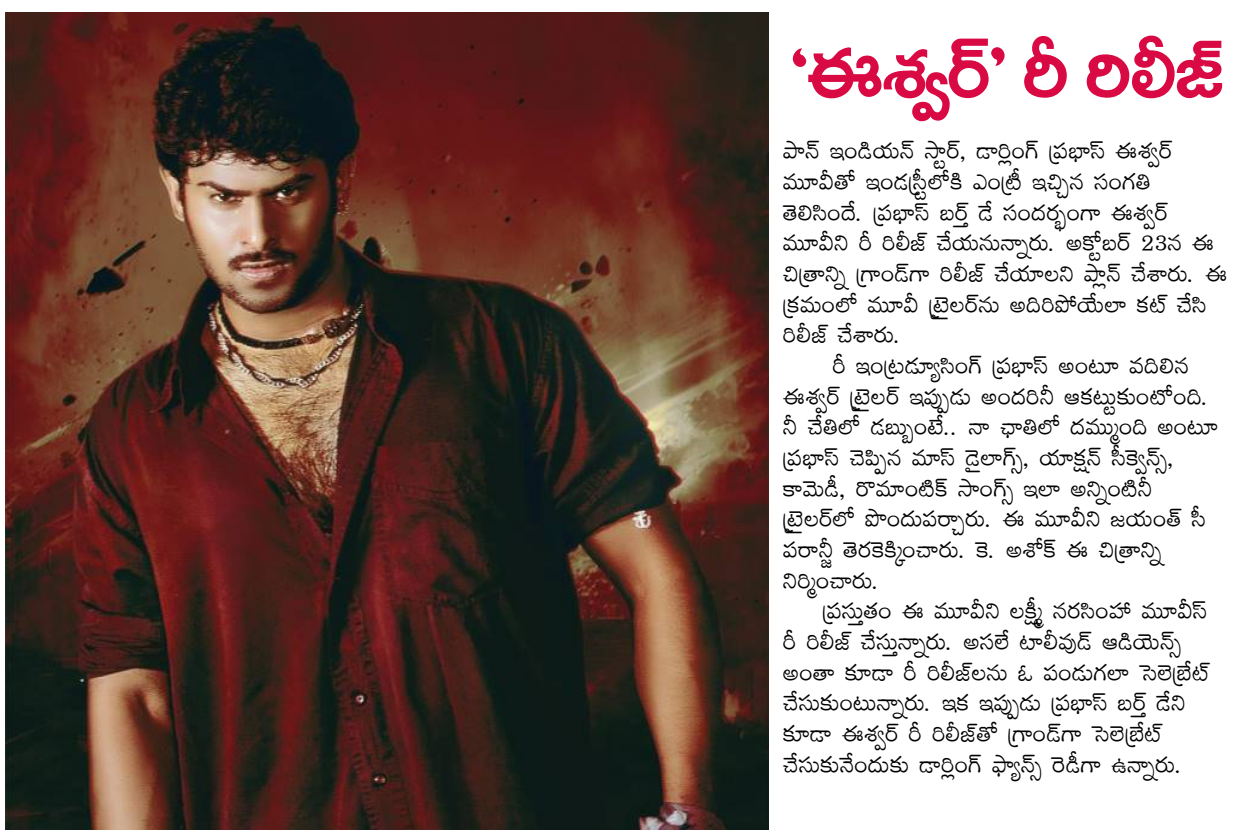 ‘ఈశ్వర్’ రీ రిలీజ్
పాన్ ఇండియన్ స్టార్, డార్లింగ్ ప్రభాస్ ఈశ్వర్
మూవీతో ఇండస్ట్రీలోకి ఎంట్రీ ఇచ్చిన సంగతి
తెలిసిందే. ప్రభాస్ బర్త్ డే సందర్భంగా ఈశ్వర్
మూవీని రీ రిలీజ్ చేయనున్నారు. అక్టోబర్ 23న ఈ
చిత్రాన్ని గ్రాండ్‌గా రిలీజ్ చేయాలని ప్లాన్ చేశారు. ఈ
క్రమంలో మూవీ ట్రైలర్‌ను అదిరిపోయేలా కట్ చేసి
రిలీజ్ చేశారు.
రీ ఇంట్రడ్యూసింగ్ ప్రభాస్ అంటూ వదిలిన
ఈశ్వర్ ట్రైలర్ ఇప్పుడు అందరినీ ఆకట్టుకుంటోంది.
నీ చేతిలో డబ్బుంటే.. నా ఛాతిలో దమ్ముంది అంటూ
ప్రభాస్ చెప్పిన మాస్ డైలాగ్స్, యాక్షన్ సీక్వెన్స్,
కామెడీ, రొమాంటిక్ సాంగ్స్ ఇలా అన్నింటినీ
ట్రైలర్‌లో పొందుపర్చారు. ఈ మూవీని జయంత్ సీ
పరాన్జీ తెరకెక్కించారు. కె. అశోక్ ఈ చిత్రాన్ని
నిర్మించారు.
ప్రస్తుతం ఈ మూవీని లక్ష్మీ నరసింహా మూవీస్
రీ రిలీజ్ చేస్తున్నారు. అసలే టాలీవుడ్ ఆడియెన్స్
అంతా కూడా రీ రిలీజ్‌లను ఓ పండుగలా సెలెబ్రేట్
చేసుకుంటున్నారు. ఇక ఇప్పుడు ప్రభాస్ బర్త్ డేని
కూడా ఈశ్వర్ రీ రిలీజ్‌తో గ్రాండ్‌గా సెలెబ్రేట్
చేసుకునేందుకు డార్లింగ్ ఫ్యాన్స్ రెడీగా ఉన్నారు.